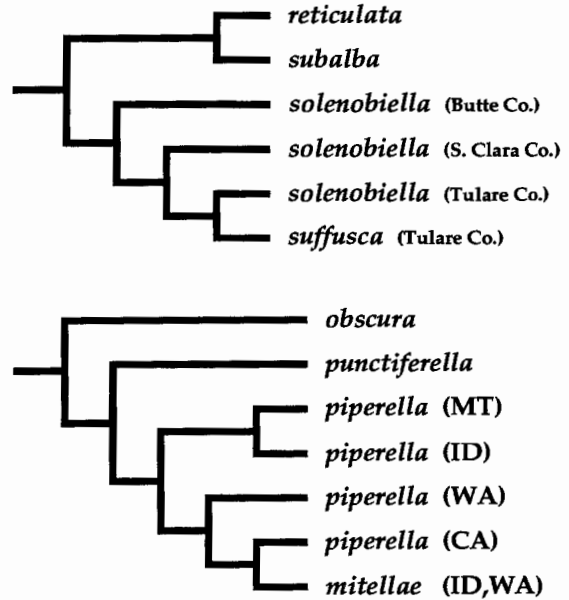 reticulata
subalba
solenobiella (Butte Co.)
solenobiella (S. Clara Co.)
solenobiella (Tulare Co.)
suffusca (Tulare Co.)
obscura
punctiferella
piperella (MT)
piperella (ID)
piperella (WA)
piperella (CA)
mitellae (ID,WA)